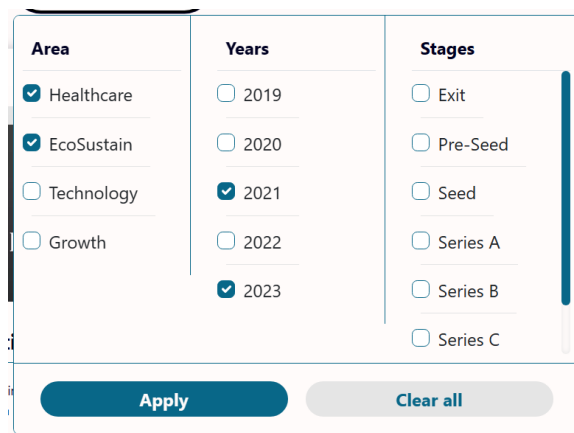 Area
Healthcare
EcoSustain
Technology
Growth
Years
2019
2020
2021
2022
2023
Stages
Exit
Pre-Seed
Seed
Series A
Series B
Series C
Apply
Clear all